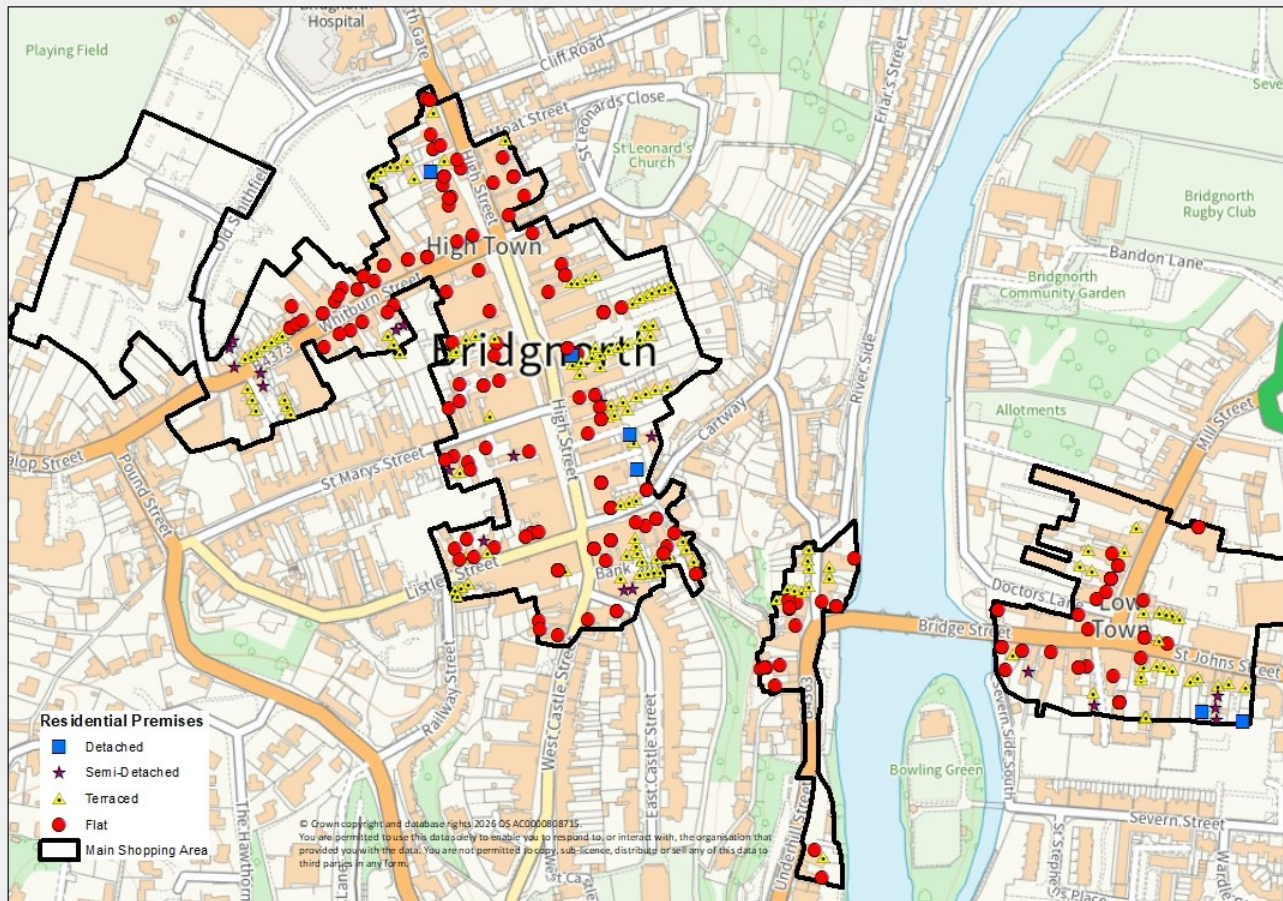 Bridgnorth
Hospital
Playing Field
Cliff Road
Moat Street
St Leonards Close
St Leonard's
Church
Friar's Street
High Street
High Town
Old Smithfield
Whitburn Street
Bridgnorth
Rugby Club
Bandon Lane
Bridgnorth
Community Garden
Bridgnorth
River Side
Allotments
Mill Street
Cartway
High Street
Pound Street
St Marys Street
Listley Street
Doctors Lane
Low
Town
Bridge Street
St Johns Street
Railway Street
West Castle Street
East Castle Street
Severn Side South
Bowling Green
Underhill Street
Severn Street
Residential Premises
Detached
Semi-Detached
Terraced
Flat
Main Shopping Area
© Crown copyright and database rights 2026 OS AC0000808715.
You are permitted to use this data solely to enable you to respond to, or interact with, the organisation that
provided you with the data. You are not permitted to copy, sub-licence, distribute or sell any of this data to
third parties in any form.